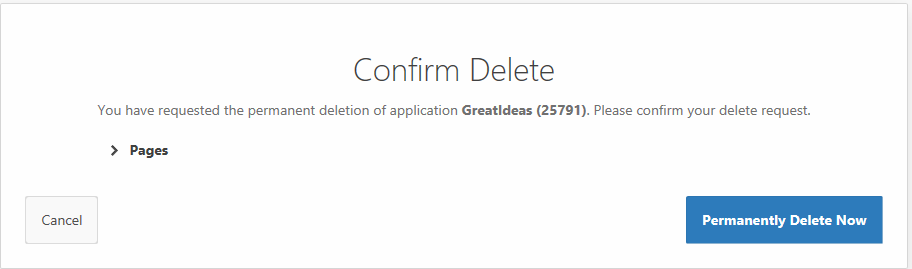 Confirm Delete
You have requested the permanent deletion of application GreatIdeas (25791). Please confirm your delete request.
Pages
Cancel
Permanently Delete Now